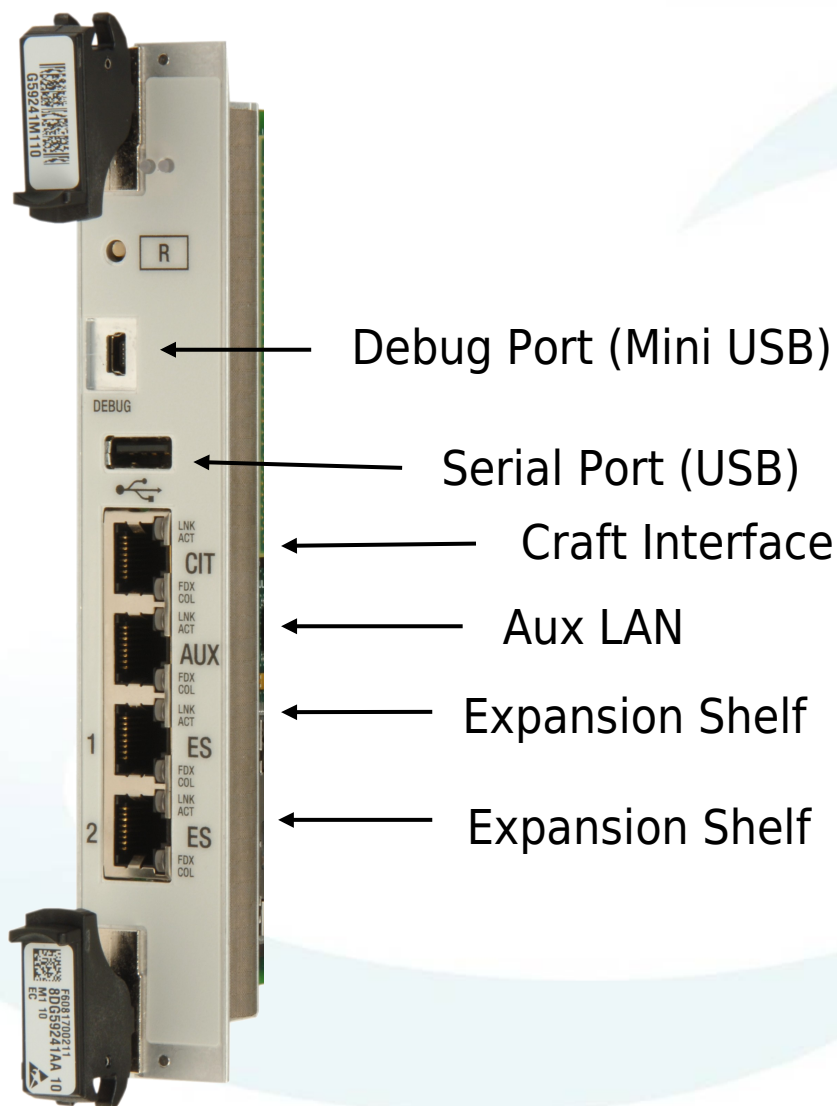 G59241M110
R
Debug Port (Mini USB)
DEBUG
Serial Port (USB)
LNK
ACT
CIT
Craft Interface
FDX
COL
LNK
ACT
AUX
Aux LAN
FDX
COL
LNK
ACT
1
ES
Expansion Shelf
FDX
COL
LNK
ACT
2
ES
Expansion Shelf
FDX
COL
F6081700211
8DG59241AA 10
M1 10
EC